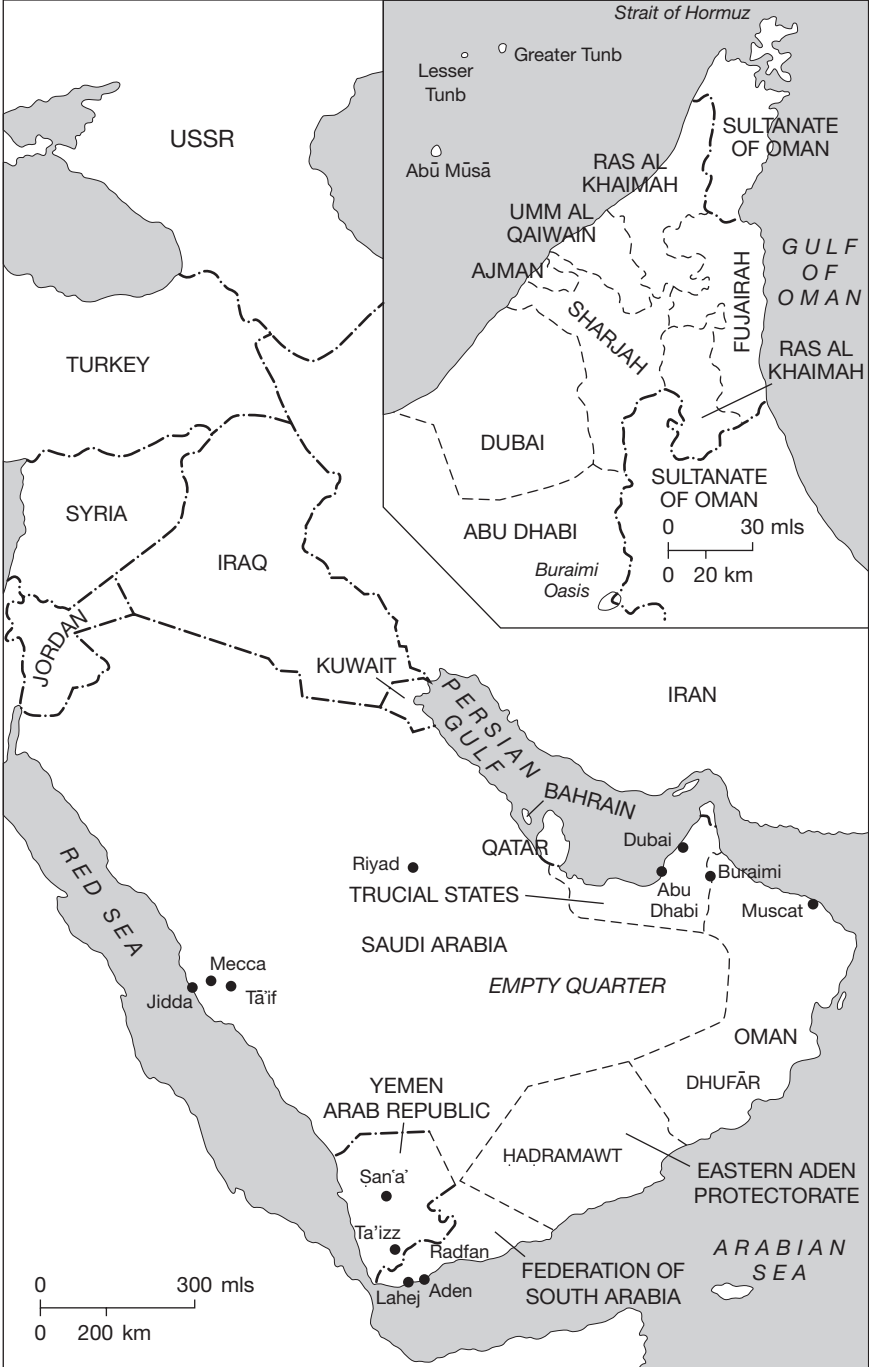 Strait of Hormuz
Greater Tunb
Lesser
Tunb
Abū Mūsā
USSR
SULTANATE
OF OMAN
RAS AL
KHAIMAH
UMM AL
QAIWAIN
AJMAN
GULF
OF
OMAN
SHARJAH
FUJAIRAH
RAS AL
KHAIMAH
TURKEY
DUBAI
SULTANATE
OF OMAN
0 30 mls
0 20 km
ABU DHABI
Buraimi
Oasis
SYRIA
IRAQ
JORDAN
KUWAIT
PERSIAN
GULF
IRAN
BAHRAIN
QATAR
Dubai
Riyad
Buraimi
TRUCIAL STATES
Abu
Dhabi
Muscat
RED SEA
SAUDI ARABIA
Mecca
Jidda
Tā'if
EMPTY QUARTER
OMAN
DHUFĀR
YEMEN
ARAB REPUBLIC
ḤAḌRAMAWT
EASTERN ADEN
PROTECTORATE
Ṣan‘a’
Ta’izz
Radfan
Lahej
Aden
FEDERATION OF
SOUTH ARABIA
ARABIAN
SEA
0 300 mls
0 200 km